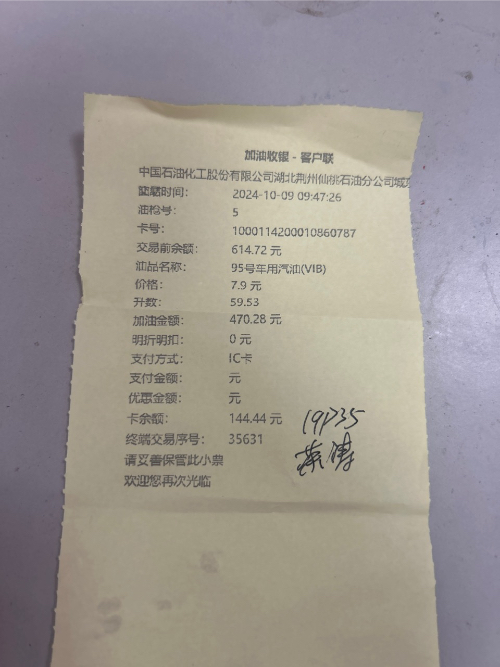 加油收银 - 客户联
中国石油化工股份有限公司湖北荆州仙桃石油分公司城东
时间： 2024-10-09 09:47:26
油枪号： 5
卡号： 1000114200010860787
交易前余额： 614.72 元
油品名称： 95号车用汽油(VIB)
价格： 7.9 元
升数： 59.53
加油金额： 470.28 元
明折明扣： 0 元
支付方式： IC卡
支付金额： 元
优惠金额： 元
卡余额： 144.44 元
终端交易序号： 35631
请妥善保管此小票
欢迎您再次光临
19P35